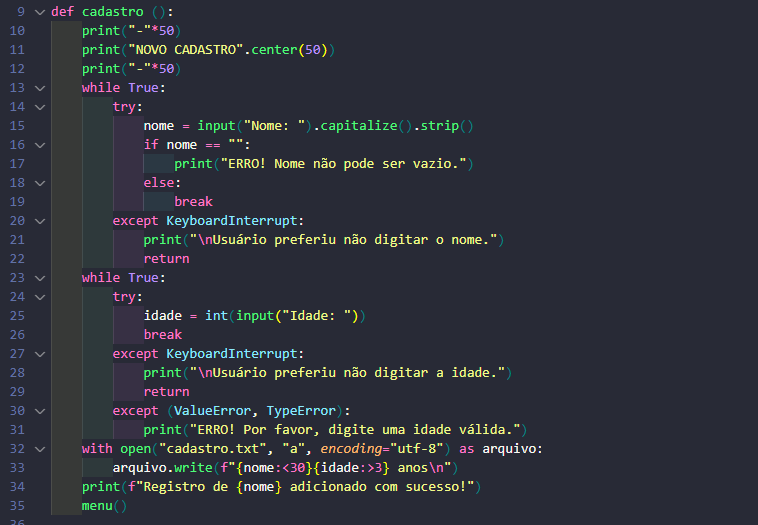 9 def cadastro ():
10     print("-"*50)
11     print("NOVO CADASTRO".center(50))
12     print("-"*50)
13     while True:
14         try:
15             nome = input("Nome: ").capitalize().strip()
16             if nome == "":
17                 print("ERRO! Nome não pode ser vazio.")
18             else:
19                 break
20         except KeyboardInterrupt:
21             print("\nUsuário preferiu não digitar o nome.")
22             return
23     while True:
24         try:
25             idade = int(input("Idade: "))
26             break
27         except KeyboardInterrupt:
28             print("\nUsuário preferiu não digitar a idade.")
29             return
30         except (ValueError, TypeError):
31             print("ERRO! Por favor, digite uma idade válida.")
32     with open("cadastro.txt", "a", encoding="utf-8") as arquivo:
33         arquivo.write(f"{nome:<30}{idade:>3} anos\n")
34     print(f"Registro de {nome} adicionado com sucesso!")
35     menu()
36